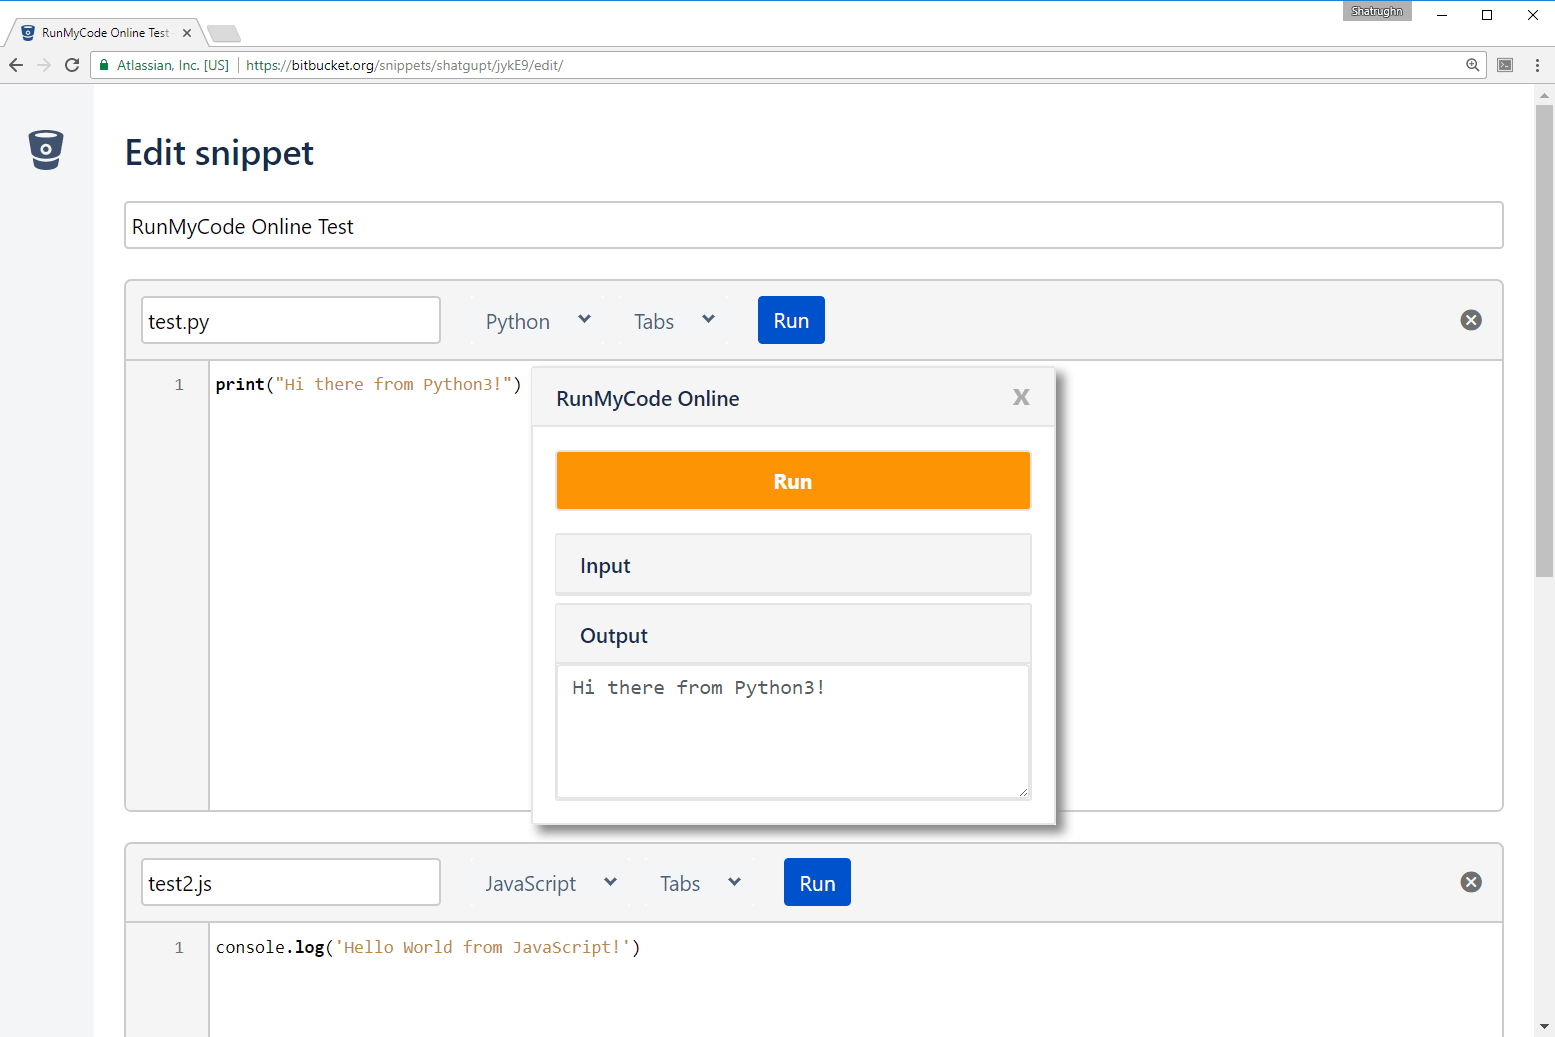 Shatrughn
RunMyCode Online Test
Atlassian, Inc. [US] https://bitbucket.org/snippets/shatgupt/jykE9/edit/
Edit snippet
RunMyCode Online Test
test.py Python Tabs Run
1 print("Hi there from Python3!")
RunMyCode Online X
Run
Input
Output
Hi there from Python3!
test2.js JavaScript Tabs Run
1 console.log('Hello World from JavaScript!')